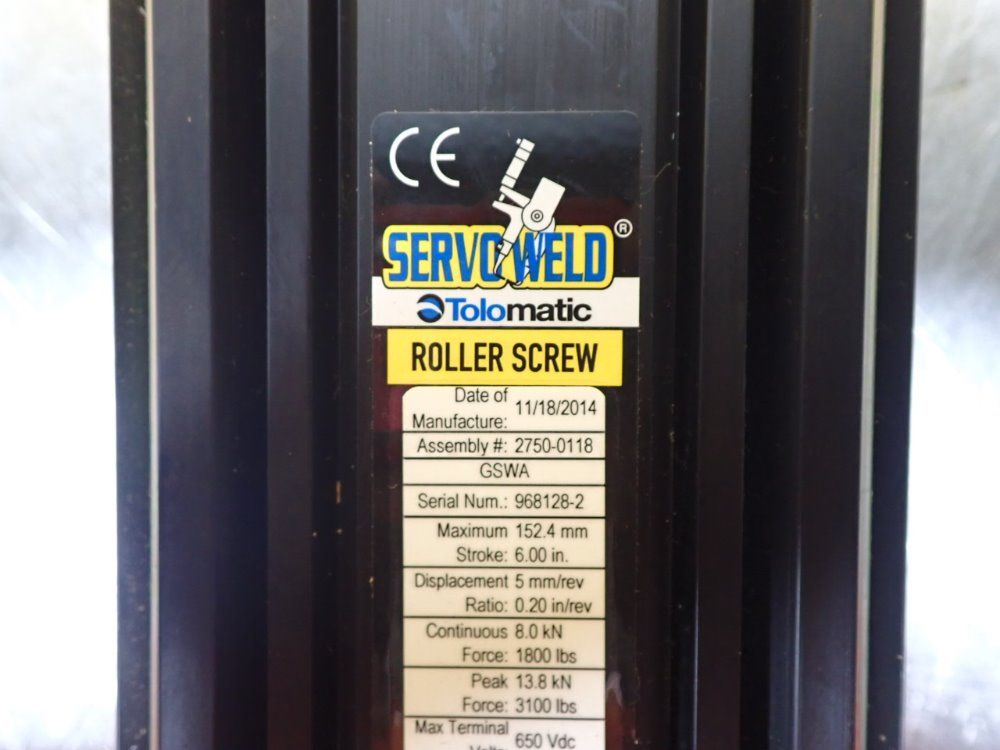 CE
SERVOWELD®
Tolomatic
ROLLER SCREW
Date of
Manufacture: 11/18/2014
Assembly #: 2750-0118
GSWA
Serial Num.: 968128-2
Maximum 152.4 mm
Stroke: 6.00 in.
Displacement 5 mm/rev
Ratio: 0.20 in/rev
Continuous 8.0 kN
Force: 1800 lbs
Peak 13.8 kN
Force: 3100 lbs
Max Terminal
650 Vdc